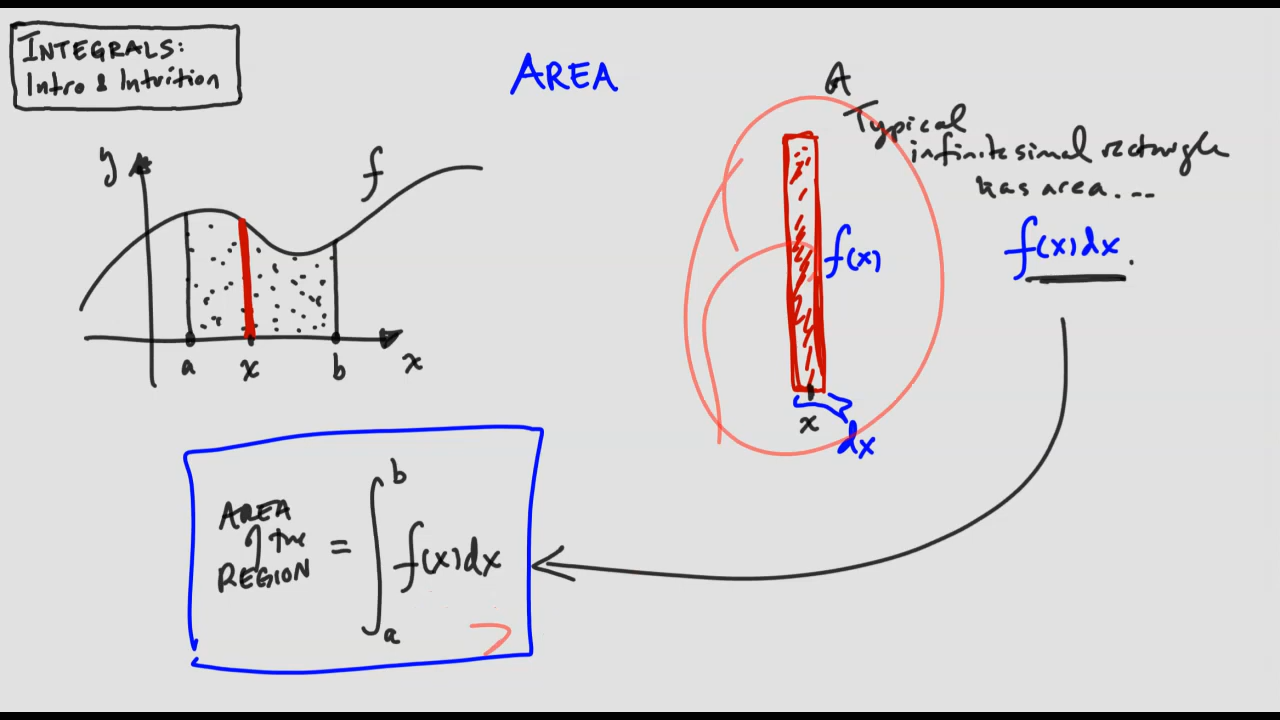 INTEGRALS:
Intro & Intuition
AREA
y
f
a
x
b
x
A
Typical
infinitesimal rectangle
has area....
f(x)
f(x)dx.
x
dx
AREA
of the
REGION
=
∫
b
a
f(x)dx